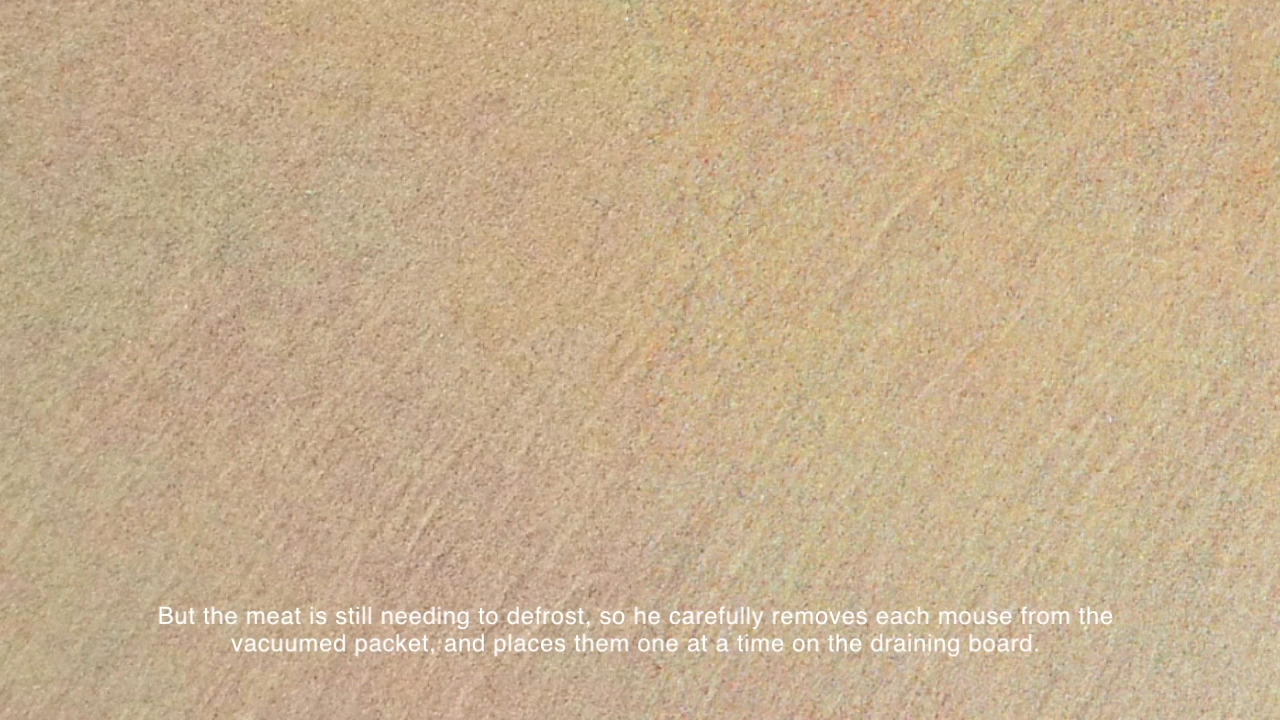 But the meat is still needing to defrost, so he carefully removes each mouse from the
vacuumed packet, and places them one at a time on the draining board.